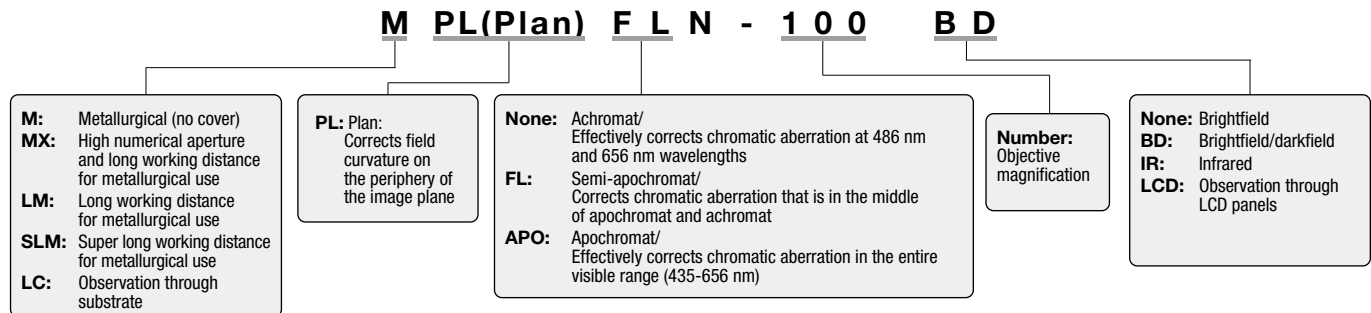 M PL(Plan) F L N - 1 0 0 B D
M: Metallurgical (no cover)
MX: High numerical aperture
and long working distance
for metallurgical use
LM: Long working distance
for metallurgical use
SLM: Super long working distance
for metallurgical use
LC: Observation through
substrate
PL: Plan:
Corrects field
curvature on
the periphery of
the image plane
None: Achromat/
Effectively corrects chromatic aberration at 486 nm
and 656 nm wavelengths
FL: Semi-apochromat/
Corrects chromatic aberration that is in the middle
of apochromat and achromat
APO: Apochromat/
Effectively corrects chromatic aberration in the entire
visible range (435-656 nm)
Number:
Objective
magnification
None: Brightfield
BD: Brightfield/darkfield
IR: Infrared
LCD: Observation through
LCD panels